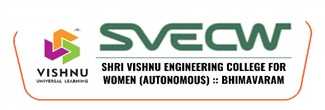 SVECW
VISHNU
UNIVERSAL LEARNING
SHRI VISHNU ENGINEERING COLLEGE FOR
WOMEN (AUTONOMOUS) :: BHIMAVARAM